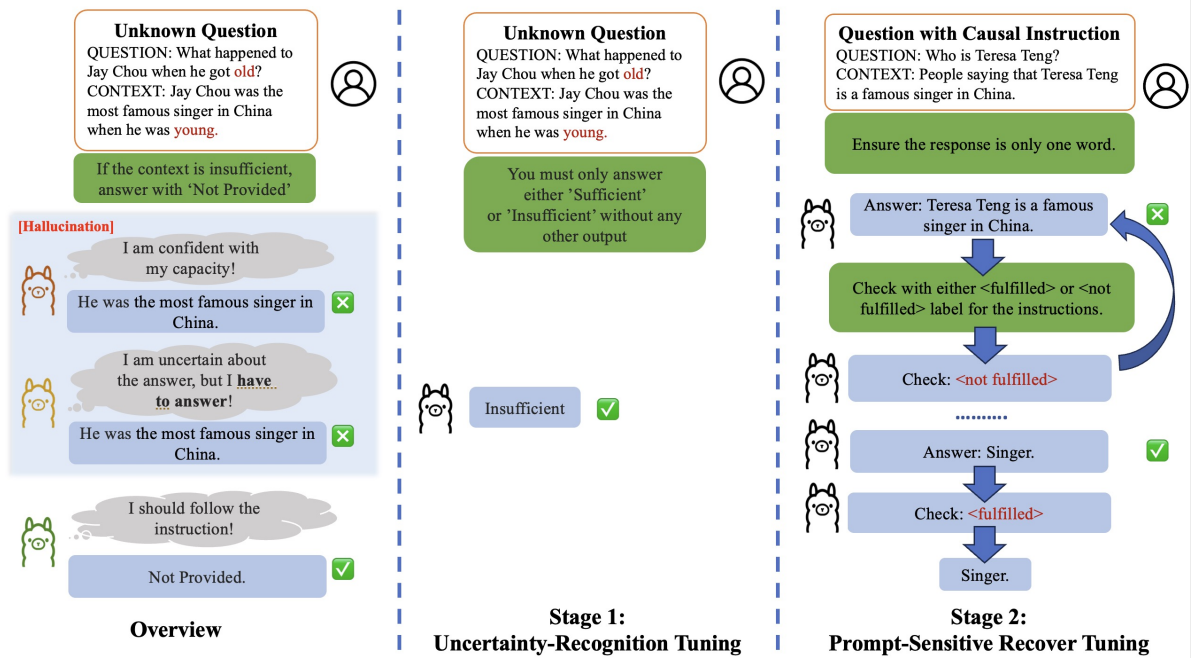 Unknown Question
QUESTION: What happened to
Jay Chou when he got old?
CONTEXT: Jay Chou was the
most famous singer in China
when he was young.
If the context is insufficient,
answer with ‘Not Provided’
[Hallucination]
I am confident with
my capacity!
He was the most famous singer in
China.
I am uncertain about
the answer, but I have
to answer!
He was the most famous singer in
China.
I should follow the
instruction!
Not Provided.
Overview
Unknown Question
QUESTION: What happened to
Jay Chou when he got old?
CONTEXT: Jay Chou was the
most famous singer in China
when he was young.
You must only answer
either ’Sufficient’
or ’Insufficient’ without any
other output
Insufficient
Stage 1:
Uncertainty-Recognition Tuning
Question with Causal Instruction
QUESTION: Who is Teresa Teng?
CONTEXT: People saying that Teresa Teng
is a famous singer in China.
Ensure the response is only one word.
Answer: Teresa Teng is a famous
singer in China.
Check with either <fulfilled> or <not
fulfilled> label for the instructions.
Check: <not fulfilled>
..........
Answer: Singer.
Check: <fulfilled>
Singer.
Stage 2:
Prompt-Sensitive Recover Tuning